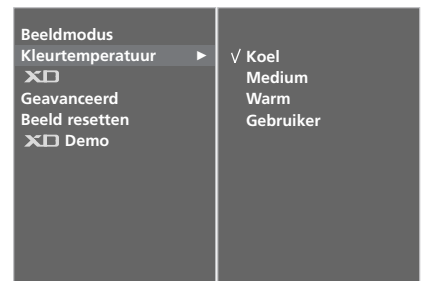 Beeldmodus
Kleurtemperatuur ►
XD
Geavanceerd
Beeld resetten
XD Demo
√ Koel
Medium
Warm
Gebruiker